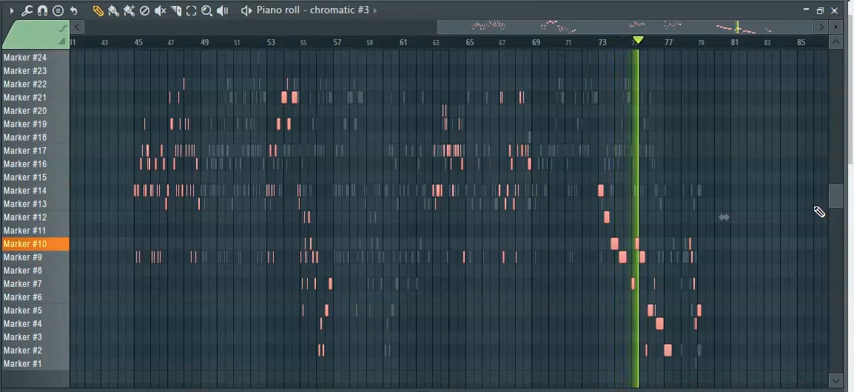 Piano roll - chromatic #3
41 43 45 47 49 51 53 55 57 59 61 63 65 67 69 71 73 77 79 81 83 85
Marker #24
Marker #23
Marker #22
Marker #21
Marker #20
Marker #19
Marker #18
Marker #17
Marker #16
Marker #15
Marker #14
Marker #13
Marker #12
Marker #11
Marker #10
Marker #9
Marker #8
Marker #7
Marker #6
Marker #5
Marker #4
Marker #3
Marker #2
Marker #1